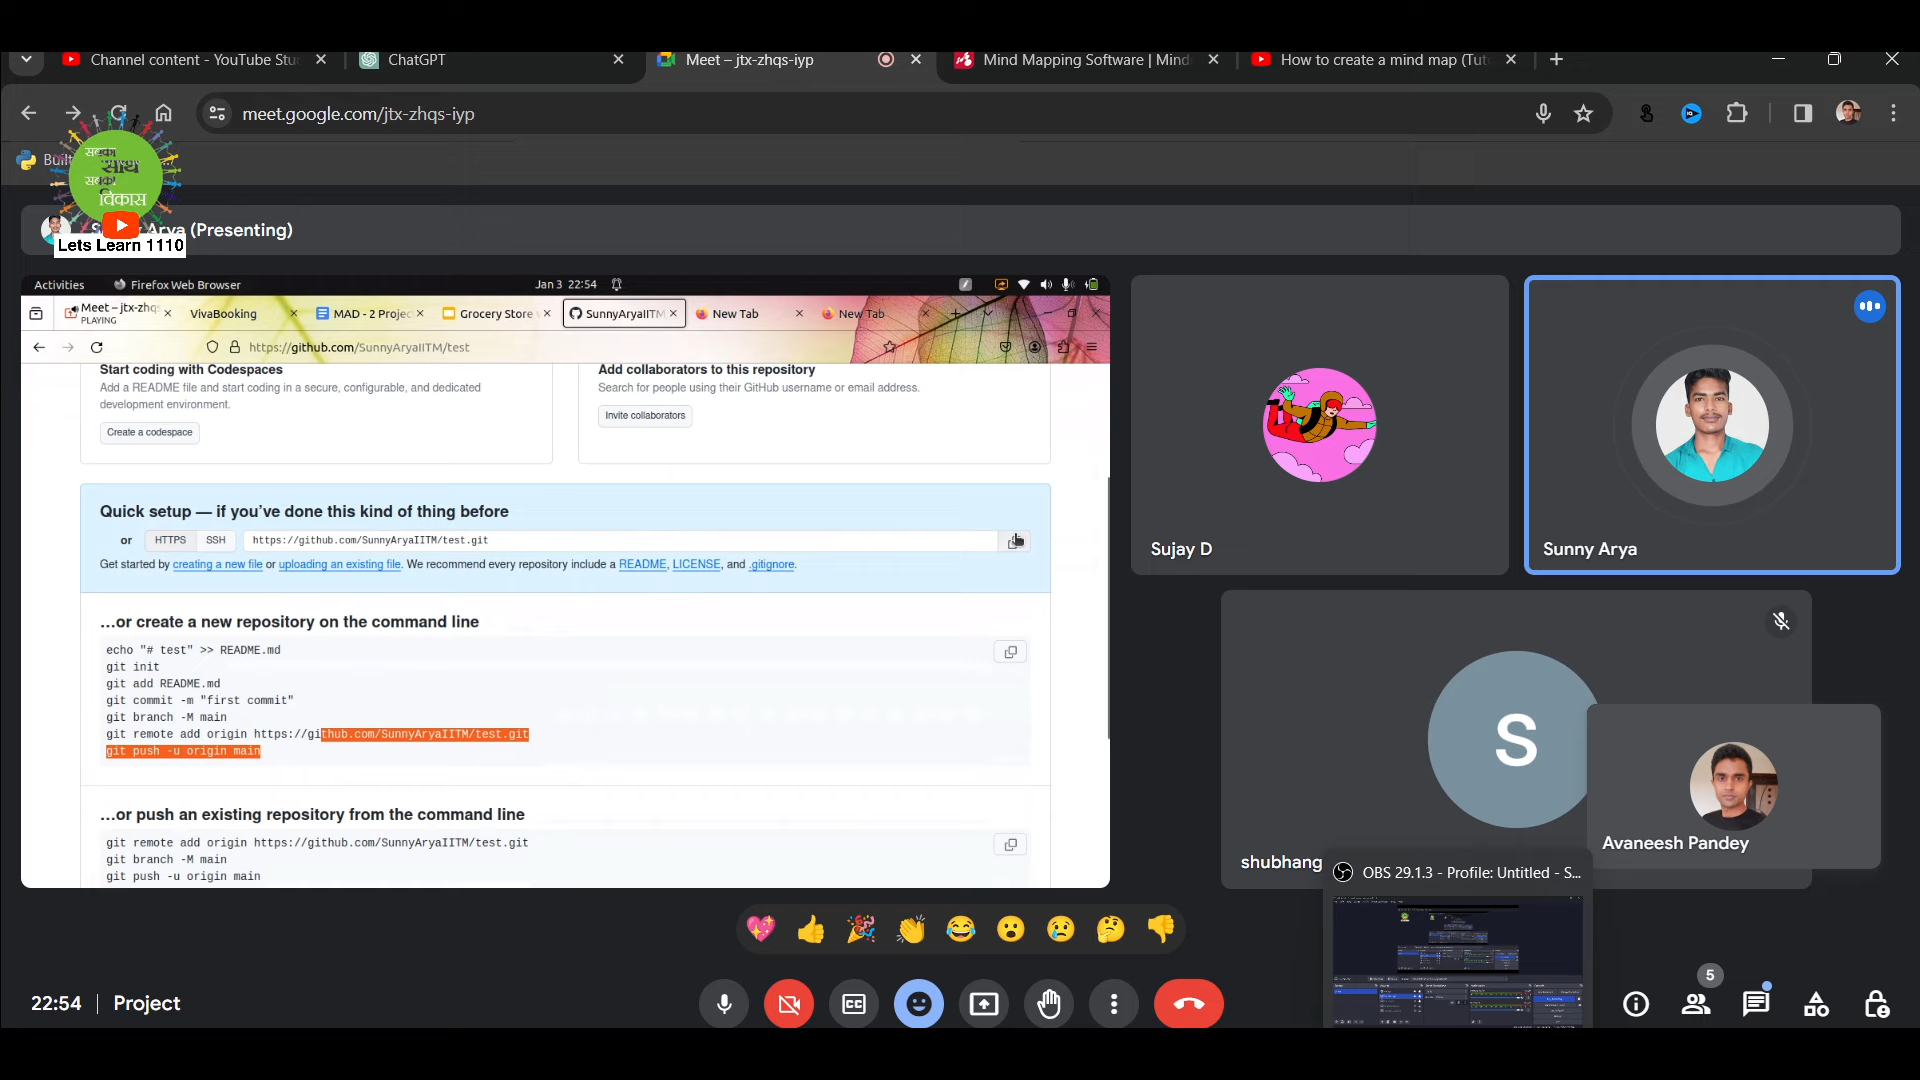 Channel content - YouTube Stu
ChatGPT
Meet – jtx-zhqs-iyp
Mind Mapping Software | Mind
How to create a mind map (Tut
meet.google.com/jtx-zhqs-iyp
सबका
साथ
सबका
विकास
Lets Learn 1110
Arya (Presenting)
Activities
Firefox Web Browser
Jan 3 22:54
Meet – jtx-zhqs
PLAYING
VivaBooking
MAD - 2 Projec
Grocery Store
SunnyAryaIITM
New Tab
New Tab
https://github.com/SunnyAryaIITM/test
Start coding with Codespaces
Add a README file and start coding in a secure, configurable, and dedicated
development environment.
Create a codespace
Add collaborators to this repository
Search for people using their GitHub username or email address.
Invite collaborators
Quick setup — if you’ve done this kind of thing before
or HTTPS SSH https://github.com/SunnyAryaIITM/test.git
Get started by creating a new file or uploading an existing file. We recommend every repository include a README, LICENSE, and .gitignore.
…or create a new repository on the command line
echo "# test" >> README.md
git init
git add README.md
git commit -m "first commit"
git branch -M main
git remote add origin https://github.com/SunnyAryaIITM/test.git
git push -u origin main
…or push an existing repository from the command line
git remote add origin https://github.com/SunnyAryaIITM/test.git
git branch -M main
git push -u origin main
Sujay D
Sunny Arya
S
shubhang
Avaneesh Pandey
OBS 29.1.3 - Profile: Untitled - S...
22:54 | Project
5